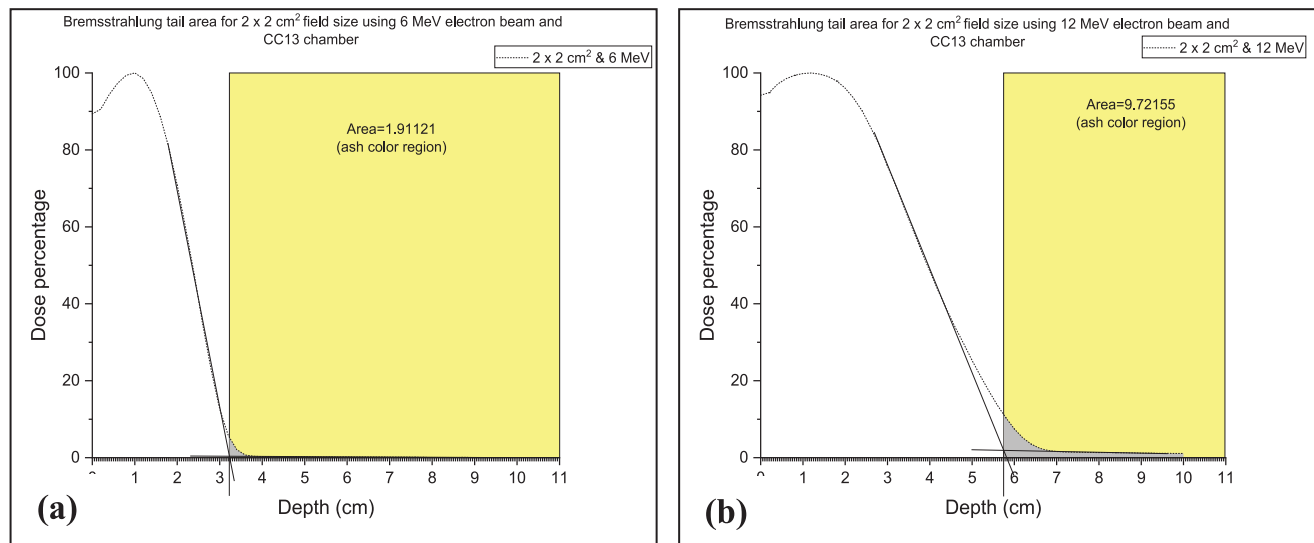 Bremsstrahlung tail area for 2 x 2 cm² field size using 6 MeV electron beam and
CC13 chamber
2 x 2 cm² & 6 MeV
100
80
60
40
20
0
Dose percentage
Area=1.91121
(ash color region)
0 1 2 3 4 5 6 7 8 9 10 11
Depth (cm)
(a)
Bremsstrahlung tail area for 2 x 2 cm² field size using 12 MeV electron beam and
CC13 chamber
2 x 2 cm² & 12 MeV
100
80
60
40
20
0
Dose percentage
Area=9.72155
(ash color region)
0 1 2 3 4 5 6 7 8 9 10 11
Depth (cm)
(b)